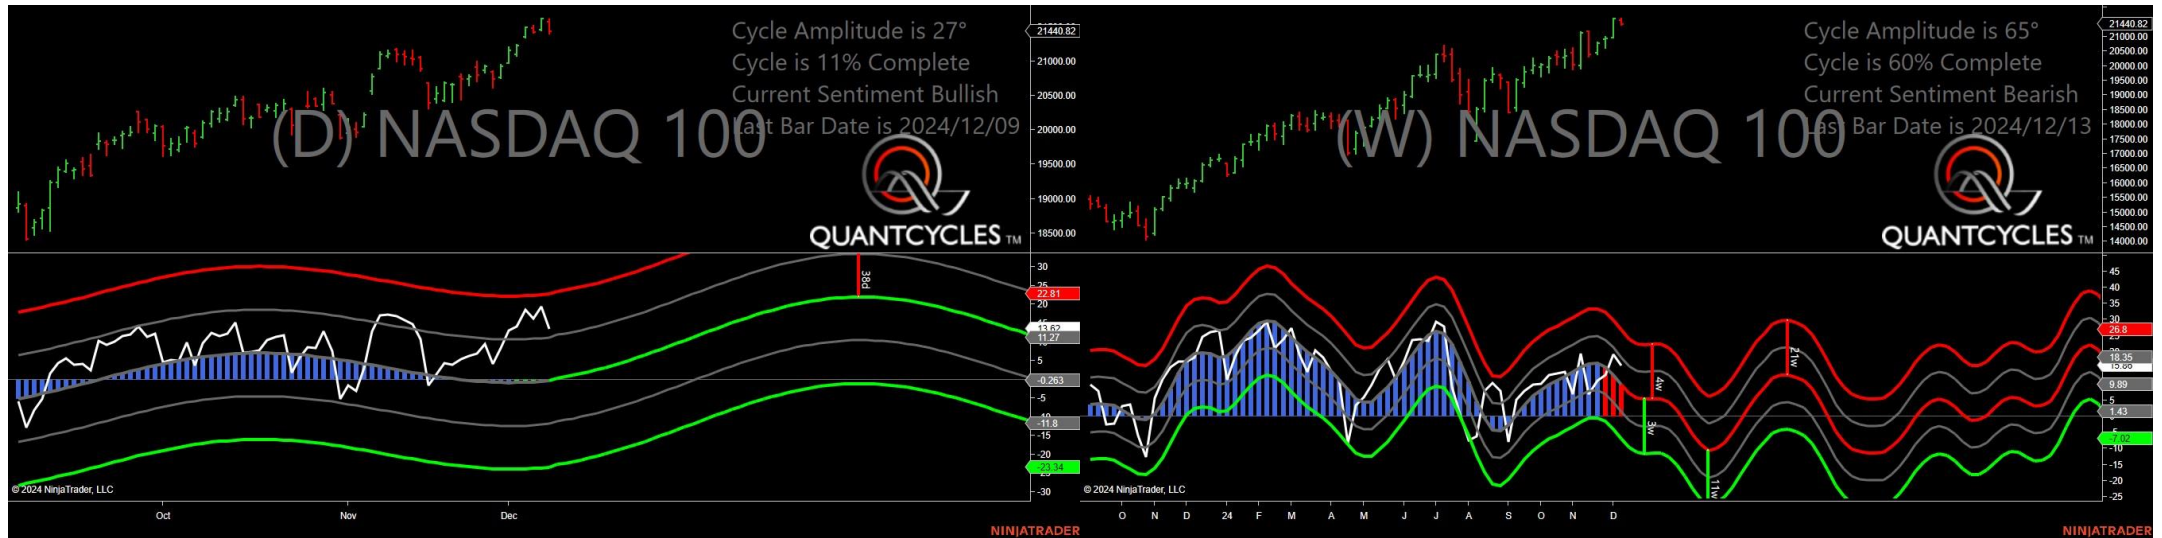 Cycle Amplitude is 27°
Cycle is 11% Complete
Current Sentiment Bullish
Last Bar Date is 2024/12/09
(D) NASDAQ 100
QUANTCYCLES TM
21440.82
21000.00
20500.00
20000.00
19500.00
19000.00
18500.00
38d
30
22.81
20
13.62
11.27
5
-0.263
-5
-11.8
-15
-20
-23.34
-30
© 2024 NinjaTrader, LLC
Oct Nov Dec
NINJATRADER
Cycle Amplitude is 65°
Cycle is 60% Complete
Current Sentiment Bearish
Last Bar Date is 2024/12/13
(W) NASDAQ 100
QUANTCYCLES TM
21440.82
21000.00
20000.00
19500.00
19000.00
18500.00
18000.00
17500.00
17000.00
16500.00
16000.00
15500.00
15000.00
14500.00
14000.00
4w
3w
11w
21w
45
40
35
30
26.8
18.35
15.86
9.89
5
1.43
-7.02
-10
-15
-20
-25
© 2024 NinjaTrader, LLC
O N D 24 F M A M J J A S O N D
NINJATRADER